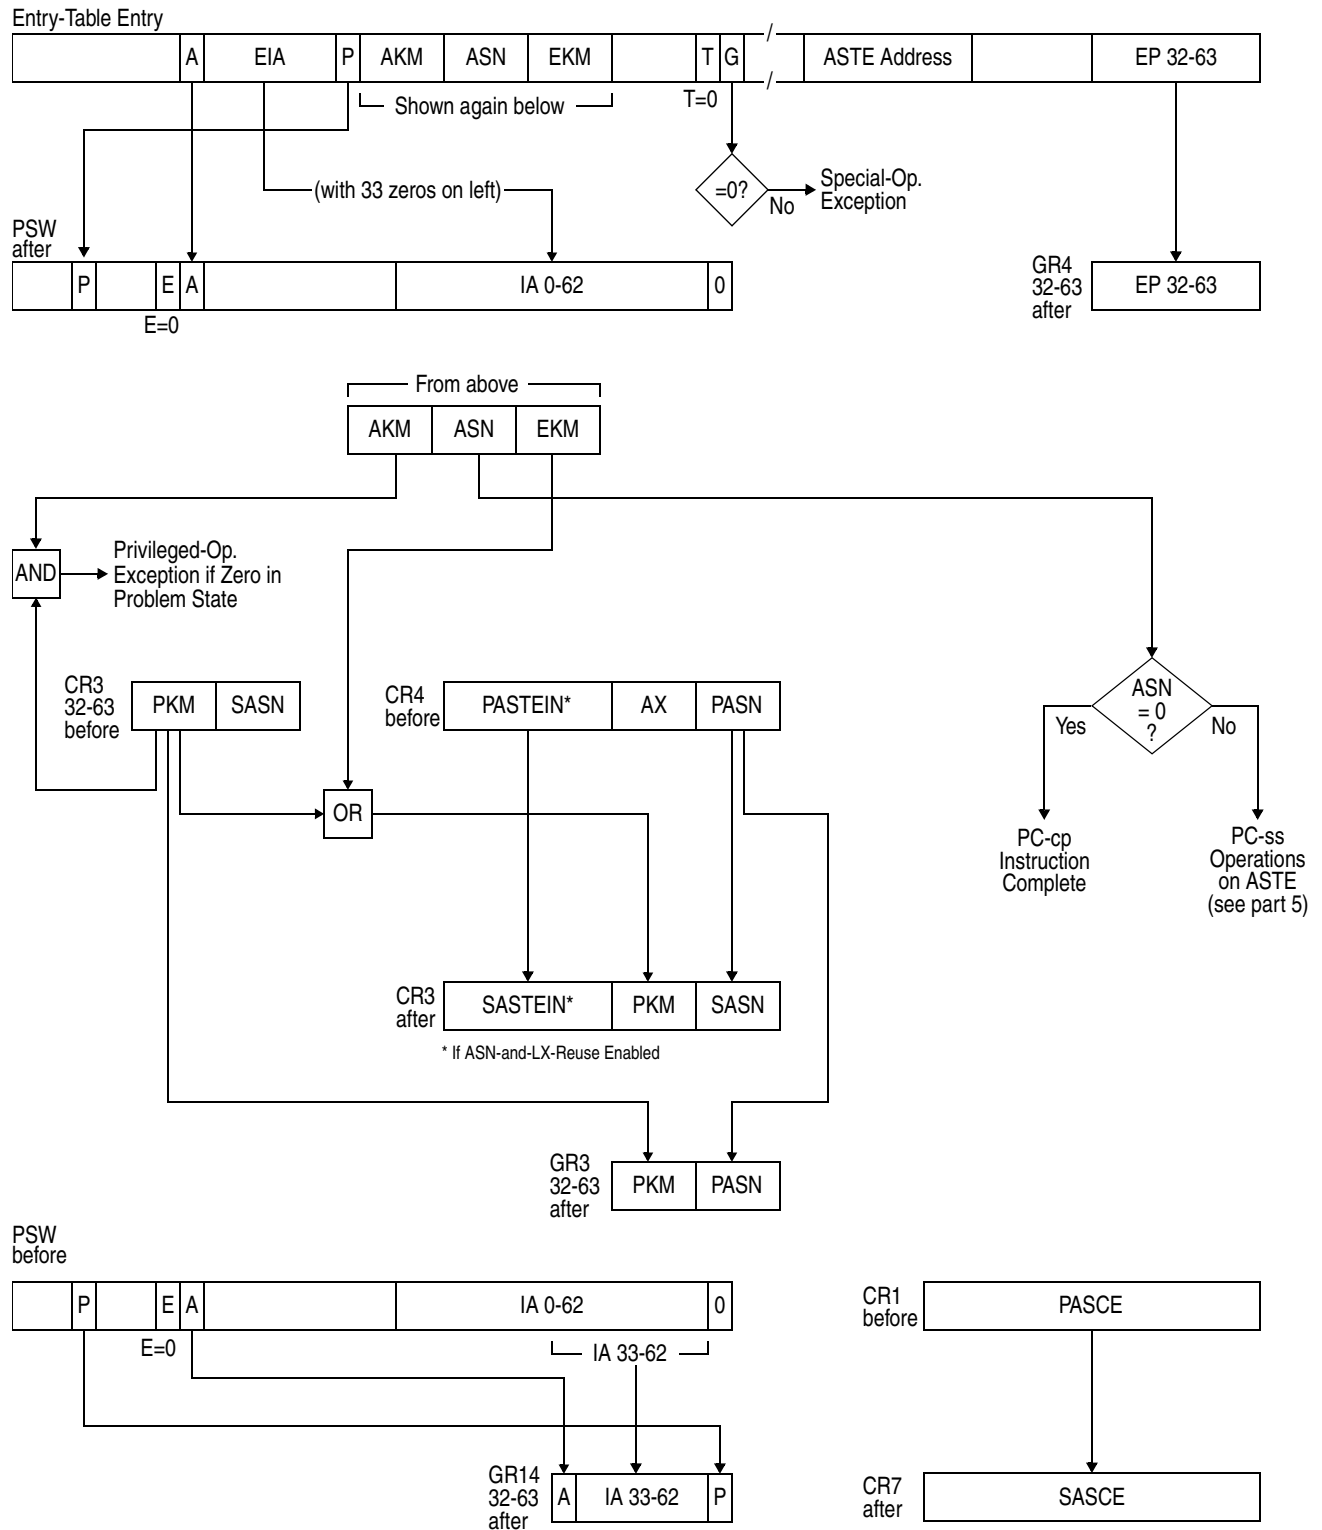 Entry-Table Entry
A EIA P AKM ASN EKM T G / / ASTE Address EP 32-63
Shown again below
T=0
=0?
No
Special-Op.
Exception
(with 33 zeros on left)
PSW
after
P E A IA 0-62 0
E=0
GR4
32-63
after
EP 32-63
From above
AKM ASN EKM
AND
Privileged-Op.
Exception if Zero in
Problem State
CR3
32-63
before
PKM SASN
CR4
before
PASTEIN* AX PASN
ASN
= 0
?
Yes
No
OR
PC-cp
Instruction
Complete
PC-ss
Operations
on ASTE
(see part 5)
CR3
after
SASTEIN* PKM SASN
* If ASN-and-LX-Reuse Enabled
GR3
32-63
after
PKM PASN
PSW
before
P E A IA 0-62 0
E=0
IA 33-62
CR1
before
PASCE
GR14
32-63
after
A IA 33-62 P
CR7
after
SASCE